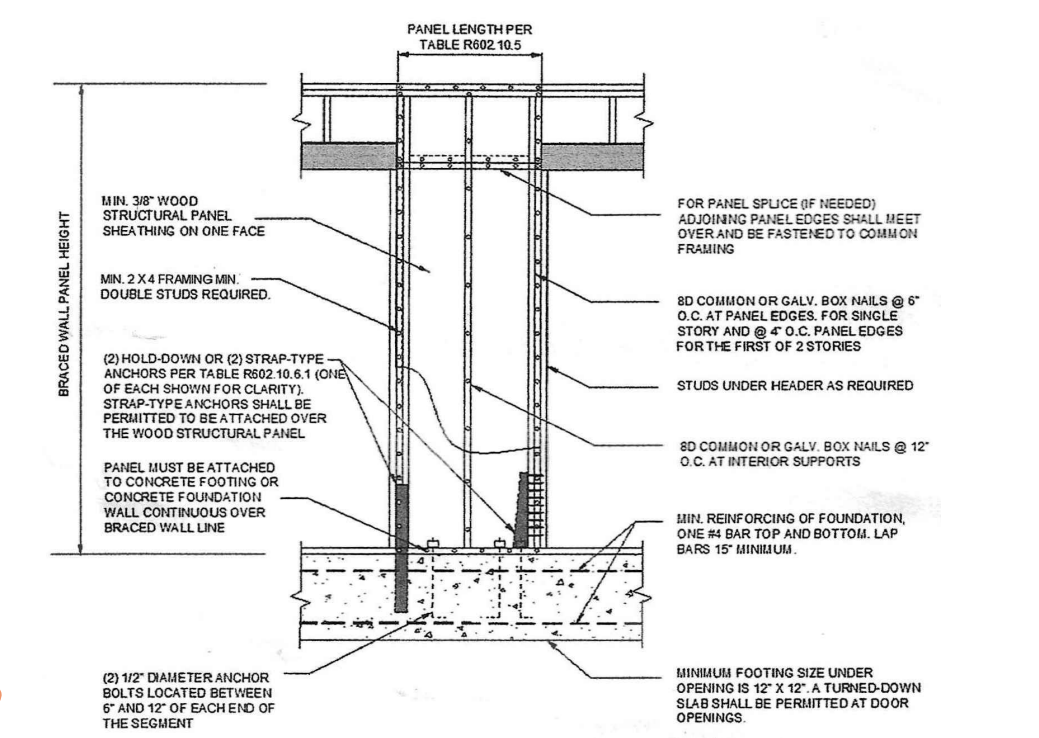 PANEL LENGTH PER
TABLE R602.10.5
BRACED WALL PANEL HEIGHT
MIN. 3/8" WOOD
STRUCTURAL PANEL
SHEATHING ON ONE FACE
MIN. 2 X 4 FRAMING MIN.
DOUBLE STUDS REQUIRED.
(2) HOLD-DOWN OR (2) STRAP-TYPE
ANCHORS PER TABLE R602.10.6.1 (ONE
OF EACH SHOWN FOR CLARITY).
STRAP-TYPE ANCHORS SHALL BE
PERMITTED TO BE ATTACHED OVER
THE WOOD STRUCTURAL PANEL
PANEL MUST BE ATTACHED
TO CONCRETE FOOTING OR
CONCRETE FOUNDATION
WALL CONTINUOUS OVER
BRACED WALL LINE
(2) 1/2" DIAMETER ANCHOR
BOLTS LOCATED BETWEEN
6" AND 12" OF EACH END OF
THE SEGMENT
FOR PANEL SPLICE (IF NEEDED)
ADJOINING PANEL EDGES SHALL MEET
OVER AND BE FASTENED TO COMMON
FRAMING
8D COMMON OR GALV. BOX NAILS @ 6"
O.C. AT PANEL EDGES. FOR SINGLE
STORY AND @ 4" O.C. PANEL EDGES
FOR THE FIRST OF 2 STORIES
STUDS UNDER HEADER AS REQUIRED
8D COMMON OR GALV. BOX NAILS @ 12"
O.C. AT INTERIOR SUPPORTS
MIN. REINFORCING OF FOUNDATION,
ONE #4 BAR TOP AND BOTTOM. LAP
BARS 15" MINIMUM.
MINIMUM FOOTING SIZE UNDER
OPENING IS 12" X 12". A TURNED-DOWN
SLAB SHALL BE PERMITTED AT DOOR
OPENINGS.